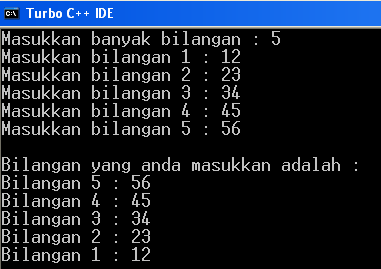 Turbo C++ IDE
Masukkan banyak bilangan : 5
Masukkan bilangan 1 : 12
Masukkan bilangan 2 : 23
Masukkan bilangan 3 : 34
Masukkan bilangan 4 : 45
Masukkan bilangan 5 : 56
Bilangan yang anda masukkan adalah :
Bilangan 5 : 56
Bilangan 4 : 45
Bilangan 3 : 34
Bilangan 2 : 23
Bilangan 1 : 12